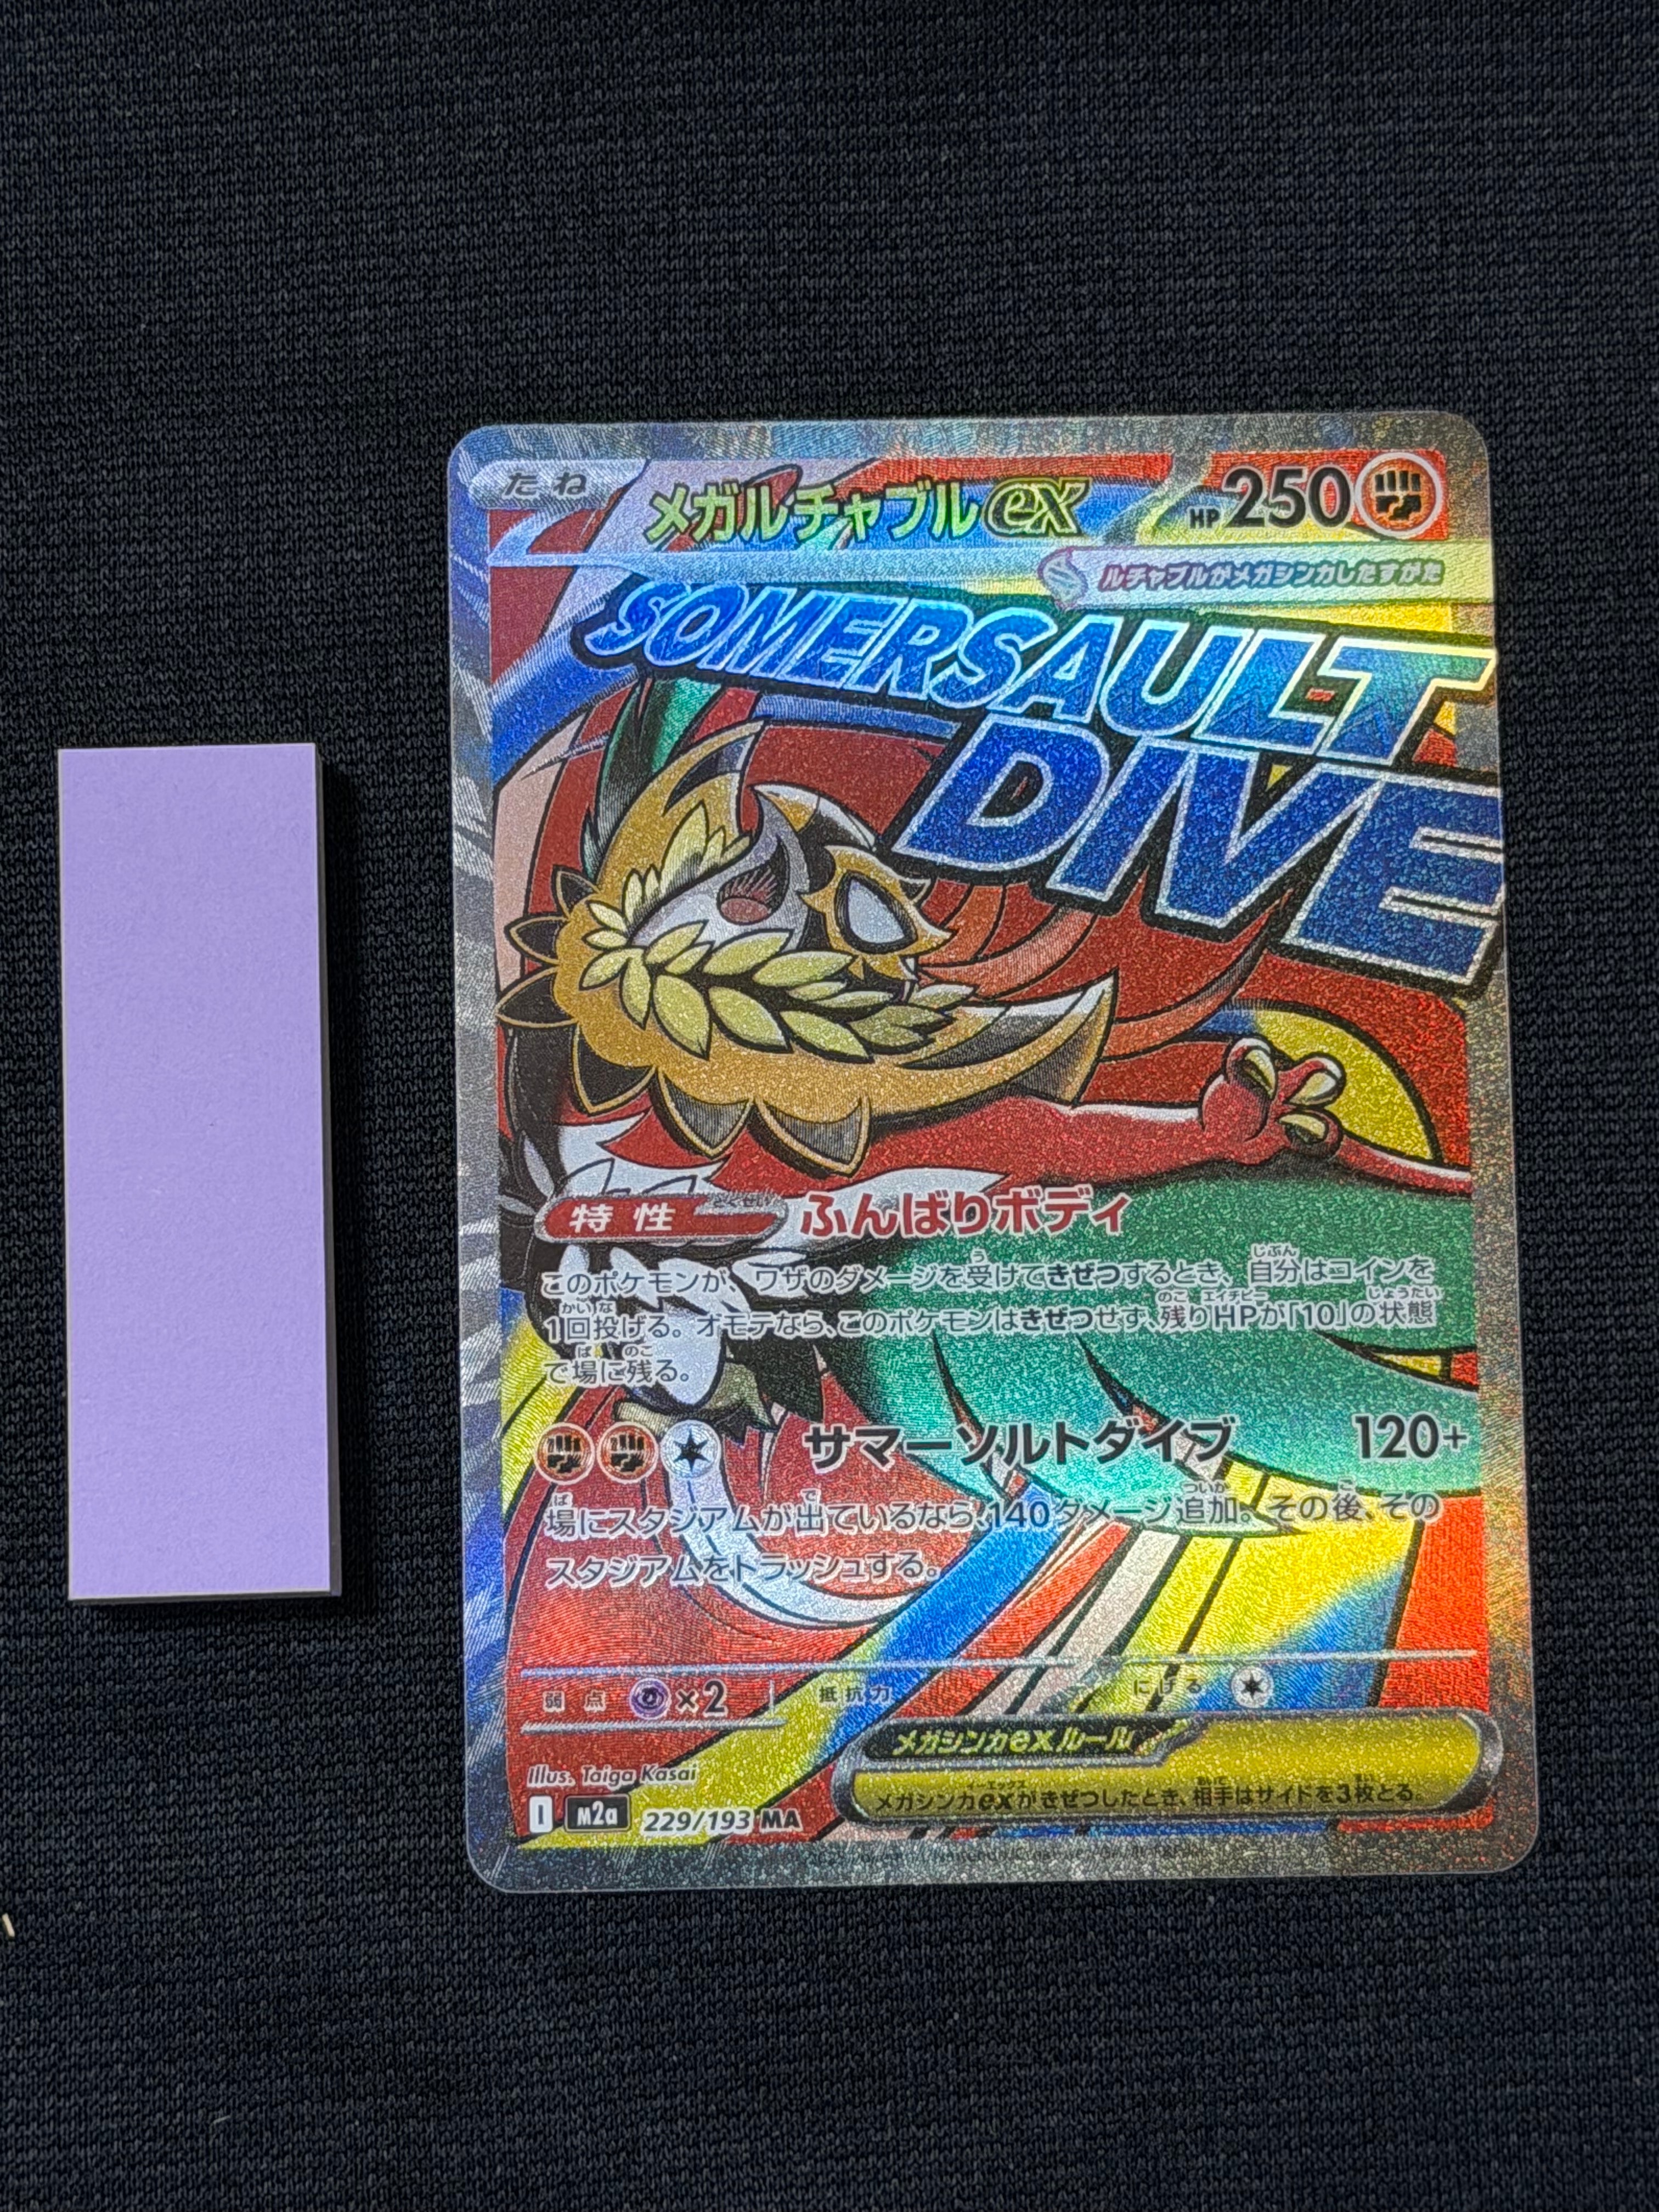 たね
メガルチャブルex
HP 250
ルチャブルがメガシンカしたすがた
SOMERSAULT
DIVE
特性 とくせい
ふんばりボディ
このポケモンが、ワザのダメージを受けてきぜつするとき、自分はコインを
1回投げる。オモテなら、このポケモンはきぜつせず、残りHPが「10」の状態
で場に残る。
サマーソルトダイブ 120+
場にスタジアムが出ているなら、140ダメージ追加。その後、その
スタジアムをトラッシュする。
弱点 ×2 抵抗力 にげる
メガシンカexルール
メガシンカexがきぜつしたとき、相手はサイドを3枚とる。
Illus. Taiga Kasai
I m2a 229/193 MA